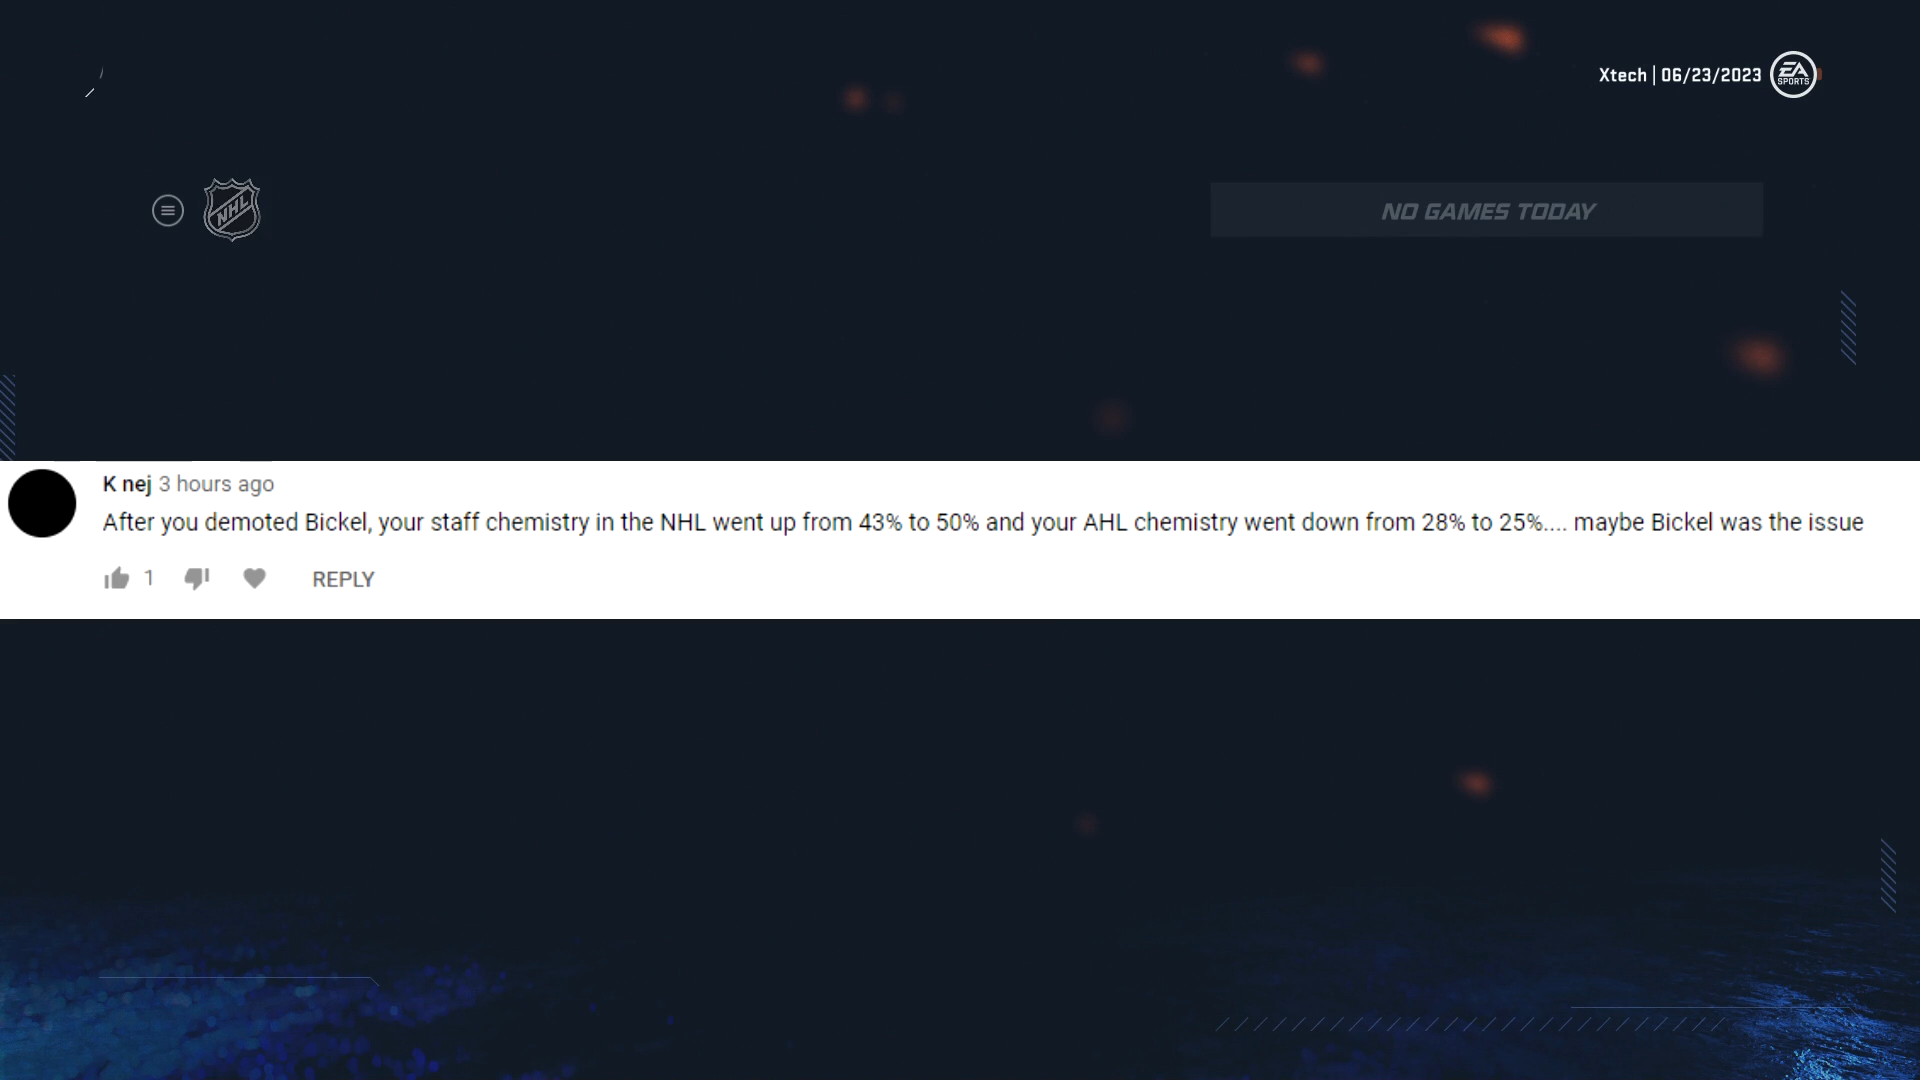 Xtech | 06/23/2023
EA
SPORTS
NHL
NO GAMES TODAY
K nej 3 hours ago
After you demoted Bickel, your staff chemistry in the NHL went up from 43% to 50% and your AHL chemistry went down from 28% to 25%.... maybe Bickel was the issue
1
REPLY